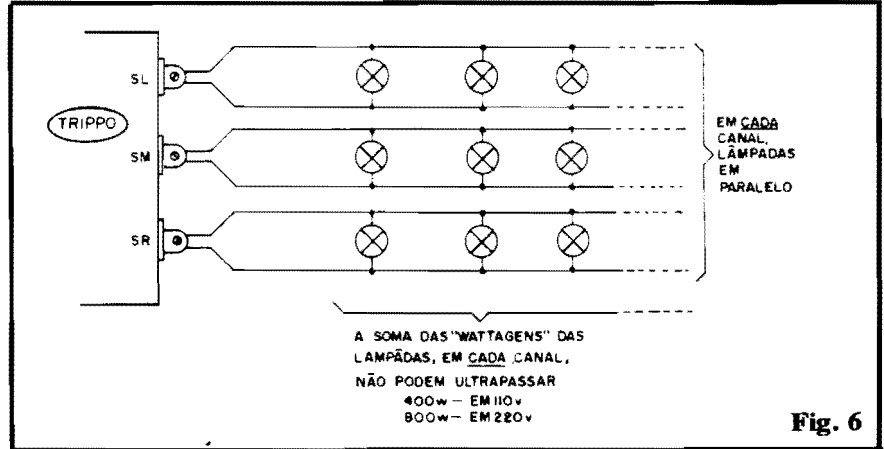 SL
TRIPPO
SM
SR
EM CADA
CANAL,
LÂMPADAS
EM
PARALELO
A SOMA DAS "WATTAGENS" DAS
LAMPÃDAS, EM CADA CANAL,
NÃO PODEM ULTRAPASSAR
400w - EM 110v
800w - EM 220v
Fig. 6